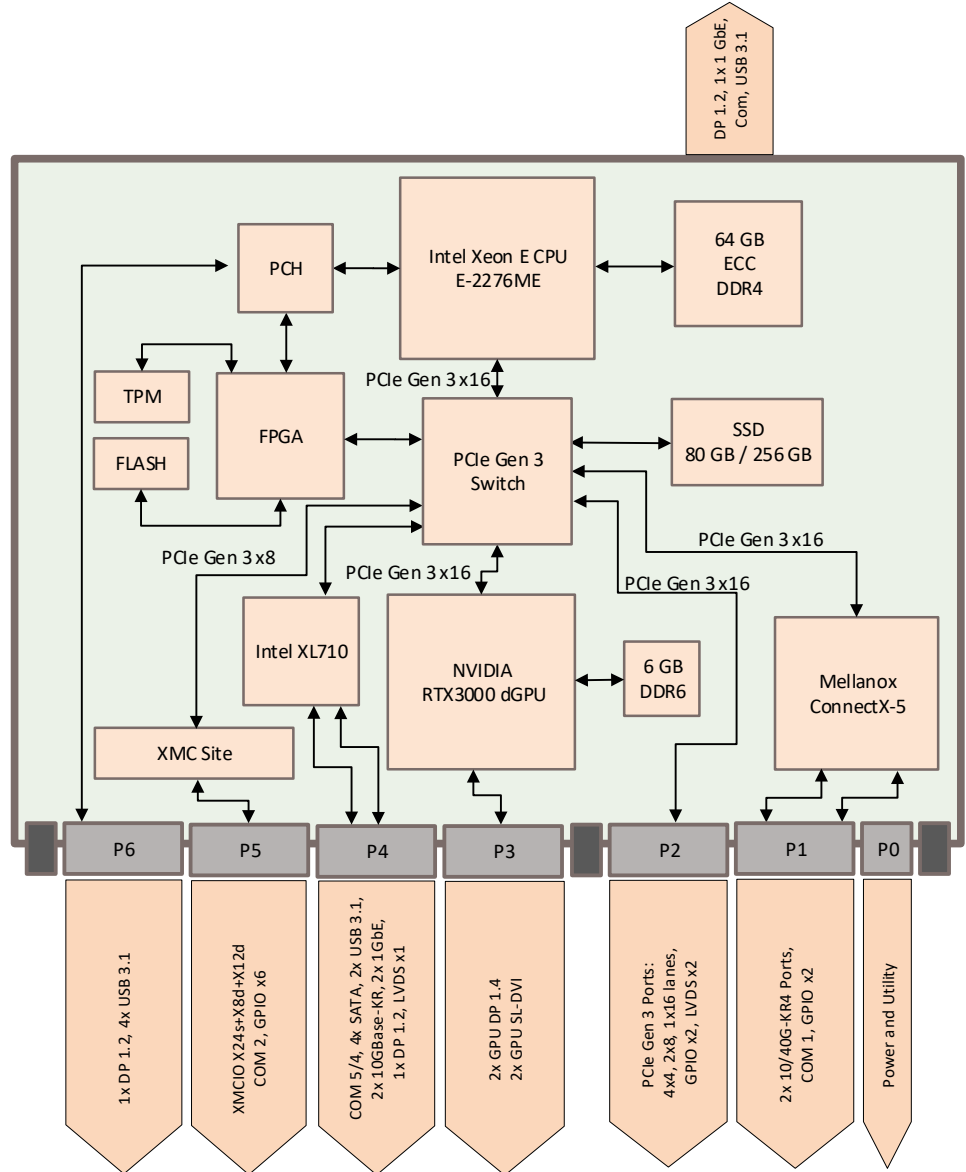 DP 1.2, 1x 1 GbE,
Com, USB 3.1
Intel Xeon E CPU
E-2276ME
64 GB
ECC
DDR4
PCH
PCIe Gen 3 x16
TPM
FPGA
FLASH
PCIe Gen 3
Switch
SSD
80 GB / 256 GB
PCIe Gen 3 x8
PCIe Gen 3 x16
PCIe Gen 3 x16
PCIe Gen 3 x16
Intel XL710
NVIDIA
RTX3000 dGPU
6 GB
DDR6
Mellanox
ConnectX-5
XMC Site
P6
P5
P4
P3
P2
P1
P0
1x DP 1.2, 4x USB 3.1
XMCIO X24s+X8d+X12d
COM 2, GPIO x6
COM 5/4, 4x SATA, 2x USB 3.1,
2x 10GBase-KR, 2x 1GbE,
1x DP 1.2, LVDS x1
2x GPU DP 1.4
2x GPU SL-DVI
PCIe Gen 3 Ports:
4x4, 2x8, 1x16 lanes,
GPIO x2, LVDS x2
2x 10/40G-KR4 Ports,
COM 1, GPIO x2
Power and Utility